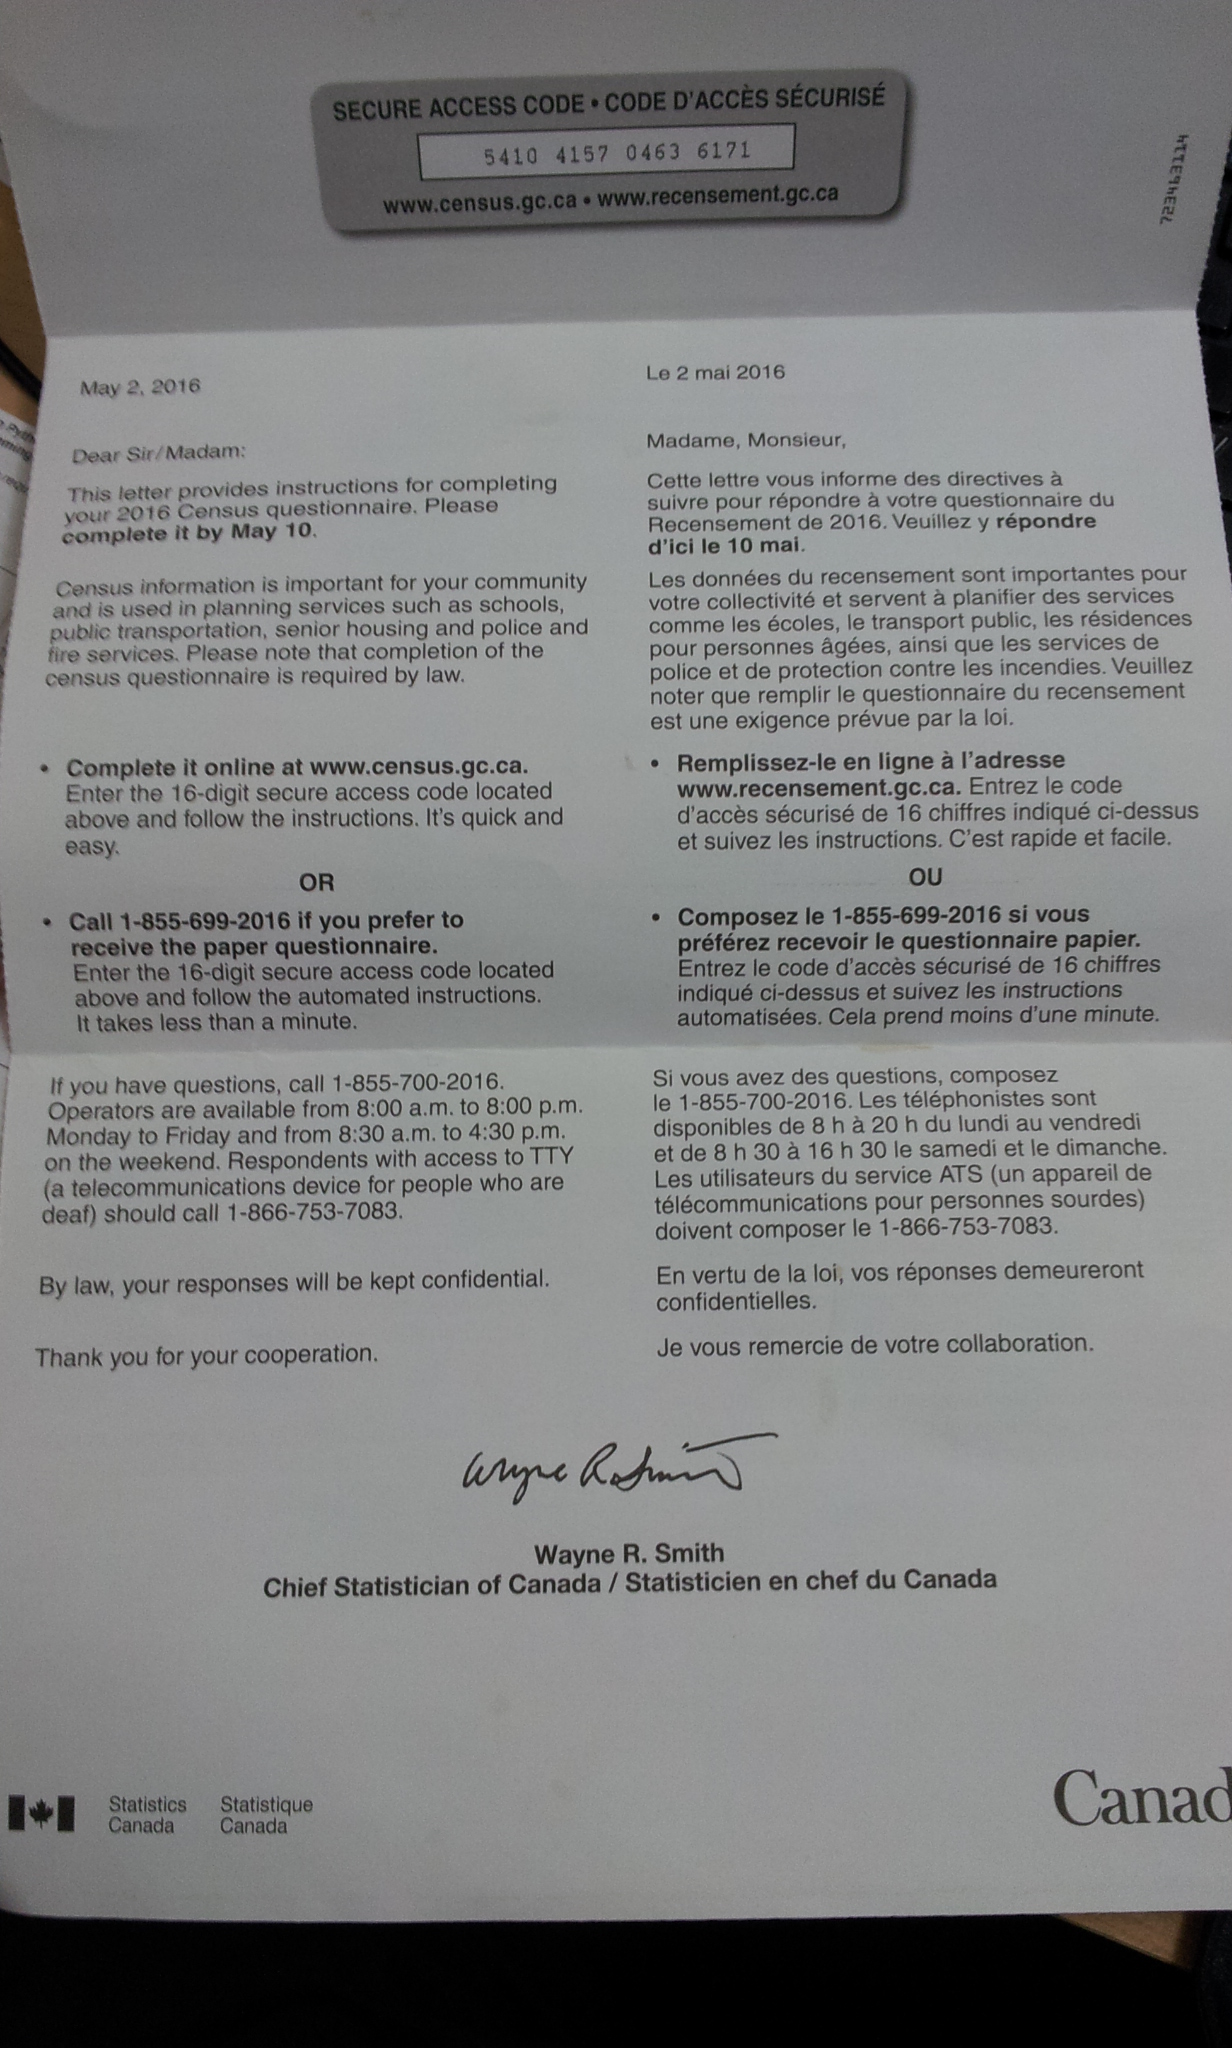 SECURE ACCESS CODE • CODE D'ACCÈS SÉCURISÉ
5410 4157 0463 6171
www.census.gc.ca • www.recensement.gc.ca
May 2, 2016
Dear Sir/Madam:
This letter provides instructions for completing
your 2016 Census questionnaire. Please
complete it by May 10.
Census information is important for your community
and is used in planning services such as schools,
public transportation, senior housing and police and
fire services. Please note that completion of the
census questionnaire is required by law.
• Complete it online at www.census.gc.ca.
Enter the 16-digit secure access code located
above and follow the instructions. It's quick and
easy.
OR
• Call 1-855-699-2016 if you prefer to
receive the paper questionnaire.
Enter the 16-digit secure access code located
above and follow the automated instructions.
It takes less than a minute.
If you have questions, call 1-855-700-2016.
Operators are available from 8:00 a.m. to 8:00 p.m.
Monday to Friday and from 8:30 a.m. to 4:30 p.m.
on the weekend. Respondents with access to TTY
(a telecommunications device for people who are
deaf) should call 1-866-753-7083.
By law, your responses will be kept confidential.
Thank you for your cooperation.
Le 2 mai 2016
Madame, Monsieur,
Cette lettre vous informe des directives à
suivre pour répondre à votre questionnaire du
Recensement de 2016. Veuillez y répondre
d'ici le 10 mai.
Les données du recensement sont importantes pour
votre collectivité et servent à planifier des services
comme les écoles, le transport public, les résidences
pour personnes âgées, ainsi que les services de
police et de protection contre les incendies. Veuillez
noter que remplir le questionnaire du recensement
est une exigence prévue par la loi.
• Remplissez-le en ligne à l'adresse
www.recensement.gc.ca. Entrez le code
d'accès sécurisé de 16 chiffres indiqué ci-dessus
et suivez les instructions. C'est rapide et facile.
OU
• Composez le 1-855-699-2016 si vous
préférez recevoir le questionnaire papier.
Entrez le code d'accès sécurisé de 16 chiffres
indiqué ci-dessus et suivez les instructions
automatisées. Cela prend moins d'une minute.
Si vous avez des questions, composez
le 1-855-700-2016. Les téléphonistes sont
disponibles de 8 h à 20 h du lundi au vendredi
et de 8 h 30 à 16 h 30 le samedi et le dimanche.
Les utilisateurs du service ATS (un appareil de
télécommunications pour personnes sourdes)
doivent composer le 1-866-753-7083.
En vertu de la loi, vos réponses demeureront
confidentielles.
Je vous remercie de votre collaboration.
Wayne R. Smith
Wayne R. Smith
Chief Statistician of Canada / Statisticien en chef du Canada
Statistics
Canada
Statistique
Canada
Canad